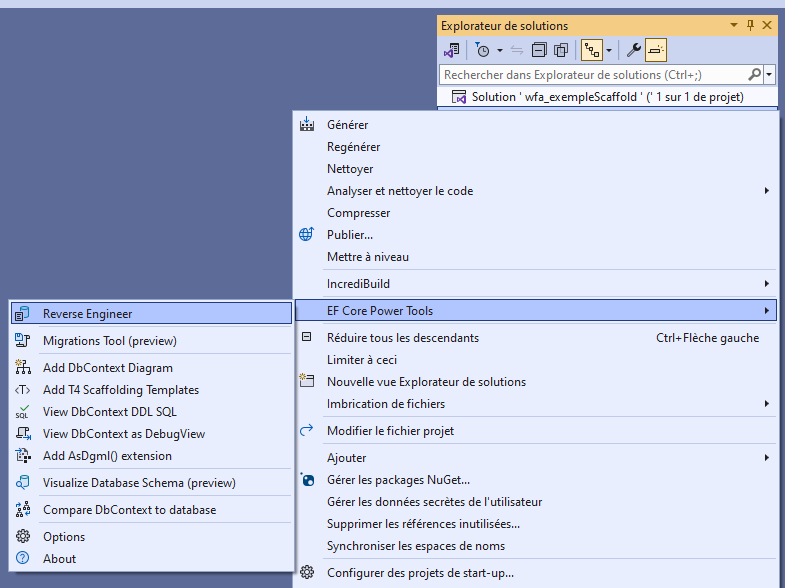 Explorateur de solutions
Rechercher dans Explorateur de solutions (Ctrl+;)
Solution ' wfa_exempleScaffold ' (' 1 sur 1 de projet)
Générer
Regénérer
Nettoyer
Analyser et nettoyer le code
Compresser
Publier...
Mettre à niveau
IncrediBuild
EF Core Power Tools
Réduire tous les descendants Ctrl+Flèche gauche
Limiter à ceci
Nouvelle vue Explorateur de solutions
Imbrication de fichiers
Modifier le fichier projet
Ajouter
Gérer les packages NuGet...
Gérer les données secrètes de l'utilisateur
Supprimer les références inutilisées...
Synchroniser les espaces de noms
Configurer des projets de start-up...
Reverse Engineer
Migrations Tool (preview)
Add DbContext Diagram
Add T4 Scaffolding Templates
View DbContext DDL SQL
View DbContext as DebugView
Add AsDgml() extension
Visualize Database Schema (preview)
Compare DbContext to database
Options
About